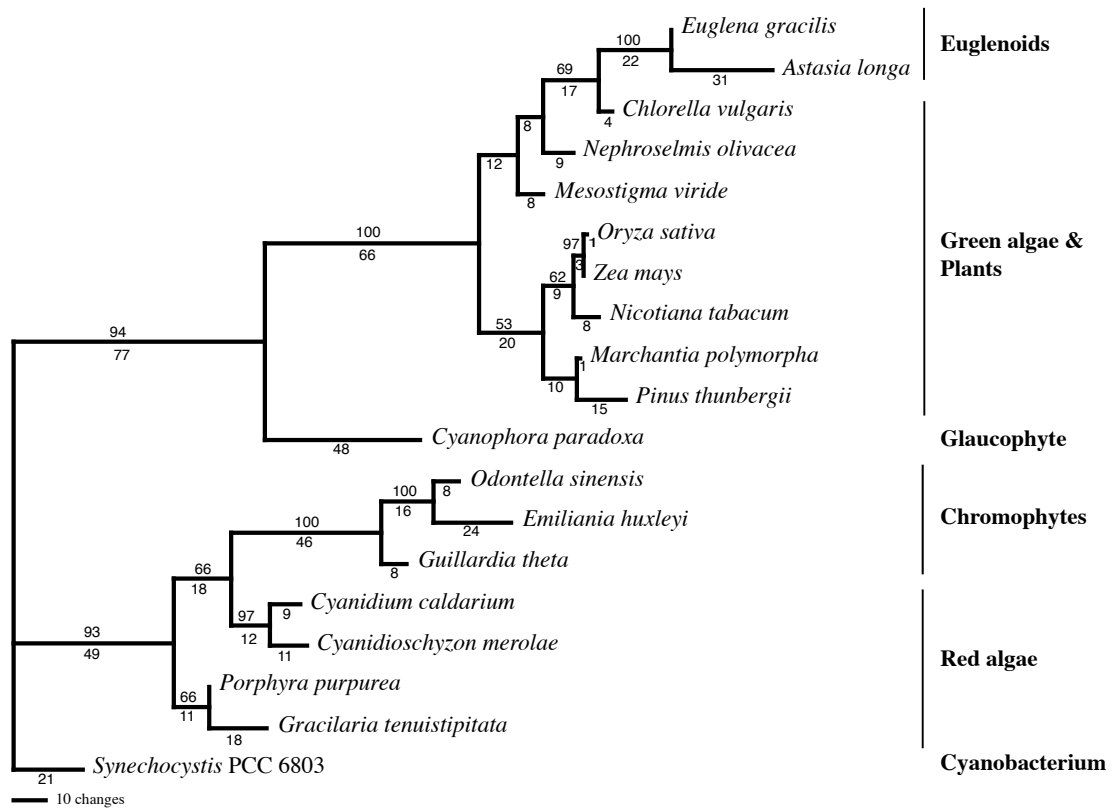 100
22
Euglena gracilis
Euglenoids
31
Astasia longa
69
17
4
Chlorella vulgaris
8
9
Nephroselmis olivacea
12
8
Mesostigma viride
100
66
97
3
1
Oryza sativa
Green algae &
Plants
Zea mays
62
9
8
Nicotiana tabacum
53
20
1
Marchantia polymorpha
10
15
Pinus thunbergii
94
77
48
Cyanophora paradoxa
Glaucophyte
100
16
8
Odontella sinensis
24
Emiliania huxleyi
Chromophytes
100
46
8
Guillardia theta
66
18
9
Cyanidium caldarium
97
12
11
Cyanidioschyzon merolae
Red algae
93
49
66
11
Porphyra purpurea
18
Gracilaria tenuistipitata
21
Synechocystis PCC 6803
Cyanobacterium
10 changes